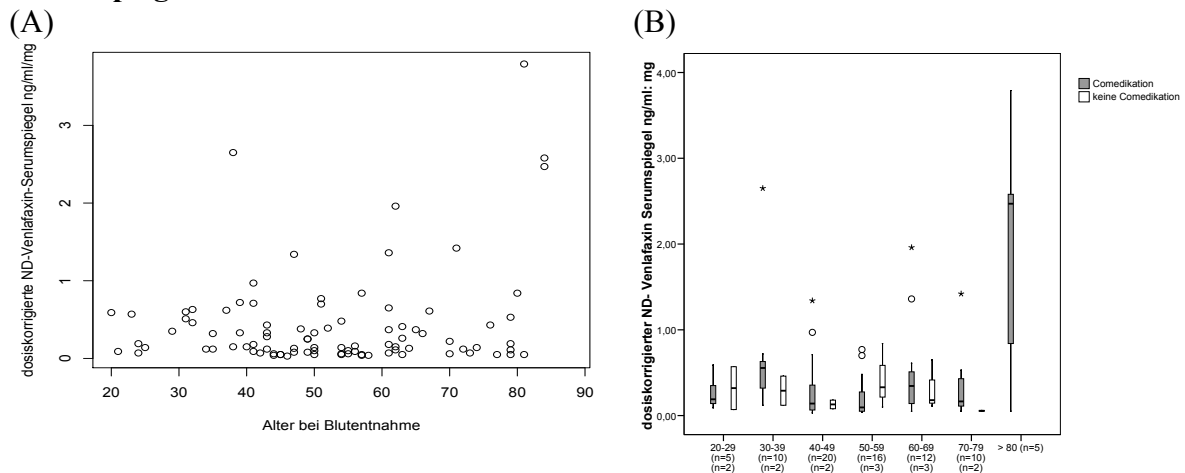 (A)
(B)
dosiskorrigierte ND-Venlafaxin-Serumspiegel ng/ml/mg
3
2
1
0
20 30 40 50 60 70 80 90
Alter bei Blutentnahme
dosiskorrigierter ND- Venlafaxin Serumspiegel ng/ml: mg
4,00
3,00
2,00
1,00
0,00
Comedikation
keine Comedikation
20-29 30-39 40-49 50-59 60-69 70-79 > 80 (n=5)
(n=5) (n=10) (n=20) (n=16) (n=12) (n=10)
(n=2) (n=2) (n=2) (n=3) (n=3) (n=2)